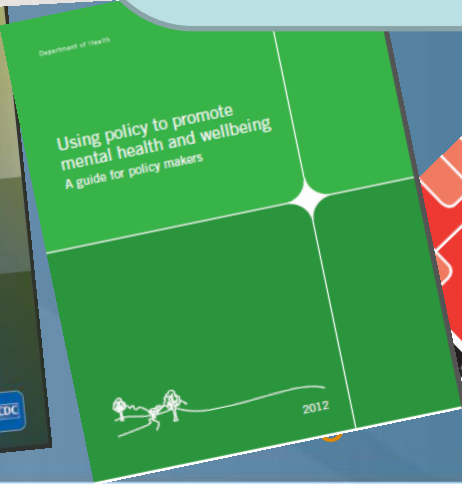 Department of Health
Using policy to promote
mental health and wellbeing
A guide for policy makers
2012
CDC